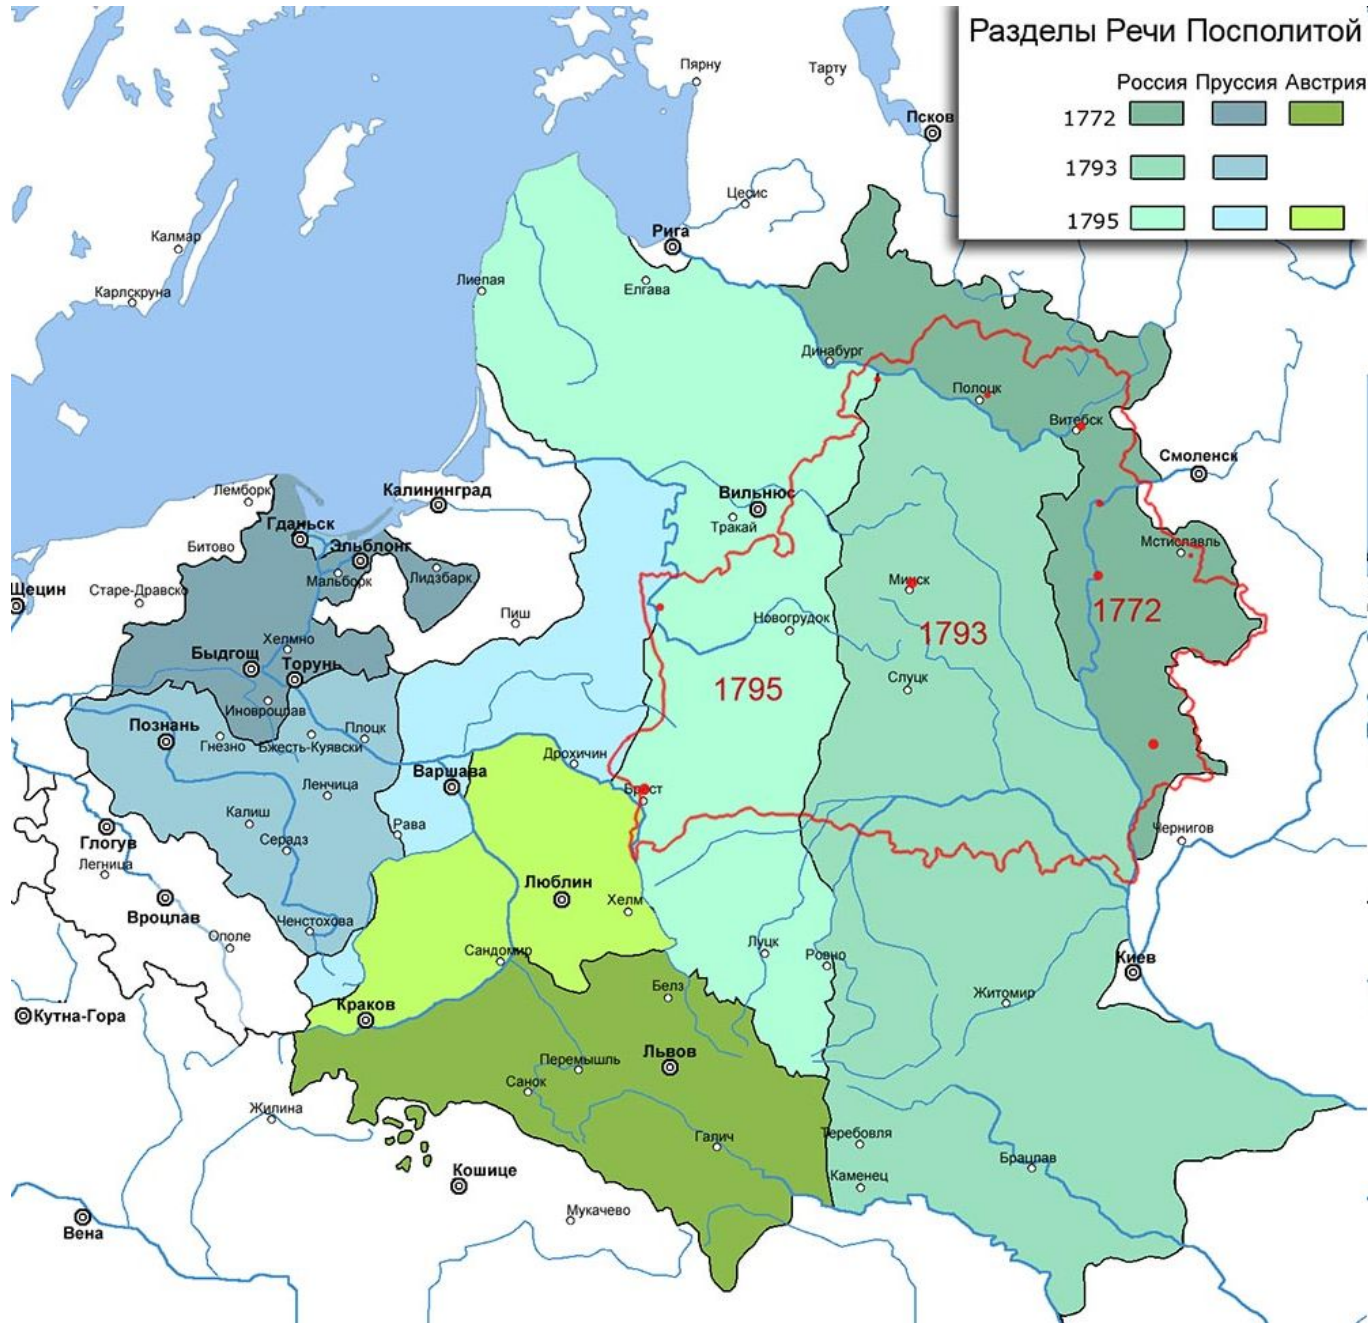 Разделы Речи Посполитой
Россия Пруссия Австрия
1772
1793
1795
Пярну
Тарту
Псков
Цесис
Рига
Калмар
Карлскруна
Лиепая
Елгава
Динабург
Полоцк
Витебск
Смоленск
Лемборк
Калининград
Вильнюс
Тракай
Гданьск
Эльблонг
Битово
Мальборк
Лидзбарк
Мстиславль
Щецин
Старе-Дравско
Минск
Пиш
Новогрудок
1793
1772
Хелмно
Быдгощ
Торунь
Слуцк
1795
Иновроцлав
Познань
Гнезно
Плоцк
Бжесть-Куявски
Дрохичин
Варшава
Брест
Ленчица
Калиш
Рава
Серадз
Чернигов
Глогув
Легница
Люблин
Хелм
Вроцлав
Ченстохова
Ополе
Сандомир
Луцк
Ровно
Киев
Белз
Житомир
Краков
Кутна-Гора
Львов
Перемышль
Санок
Жилина
Галич
Теребовля
Брацлав
Каменец
Кошице
Мукачево
Вена